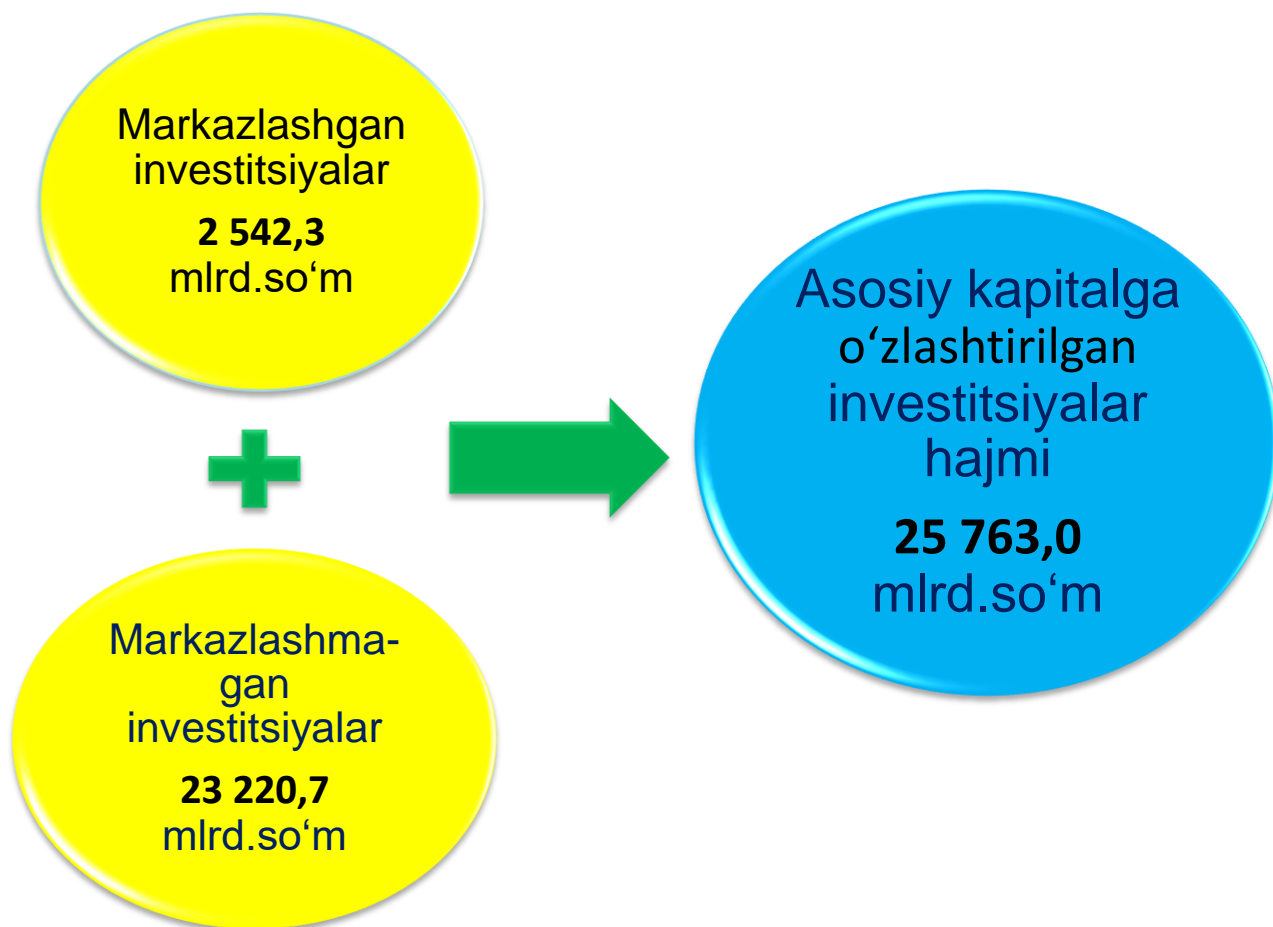 Markazlashgan
investitsiyalar
2 542,3
mlrd.so‘m
Markazlashma-
gan
investitsiyalar
23 220,7
mlrd.so‘m
Asosiy kapitalga
o‘zlashtirilgan
investitsiyalar
hajmi
25 763,0
mlrd.so‘m